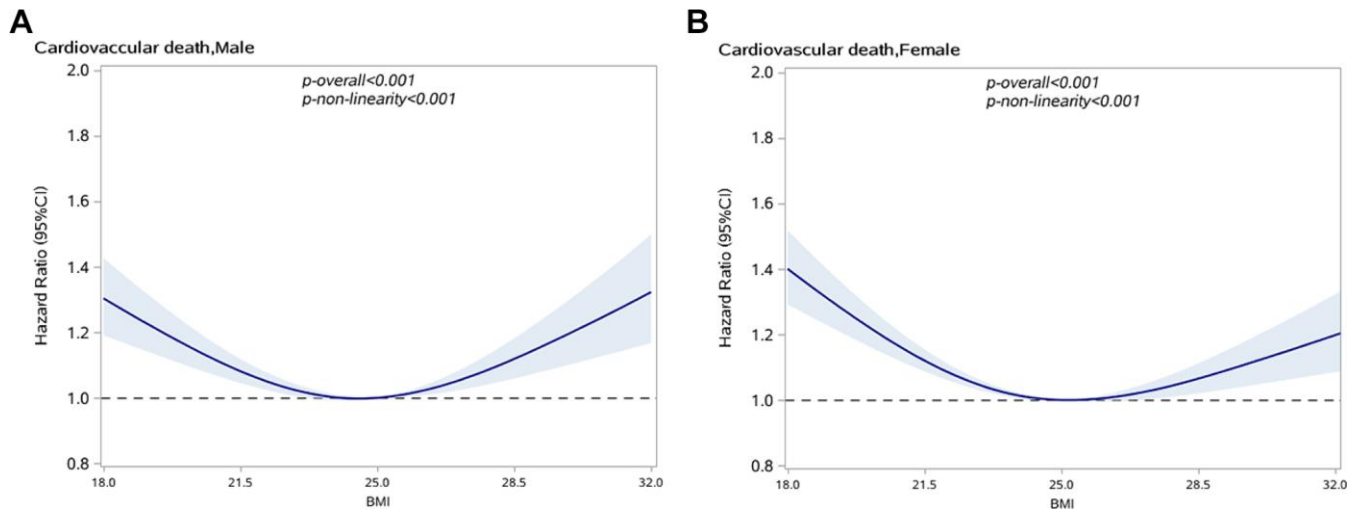 A
Cardiovaccular death,Male
p-overall<0.001
p-non-linearity<0.001
Hazard Ratio (95%CI)
2.0
1.8
1.6
1.4
1.2
1.0
0.8
18.0 21.5 25.0 28.5 32.0
BMI
B
Cardiovascular death,Female
p-overall<0.001
p-non-linearity<0.001
Hazard Ratio (95%CI)
2.0
1.8
1.6
1.4
1.2
1.0
0.8
18.0 21.5 25.0 28.5 32.0
BMI